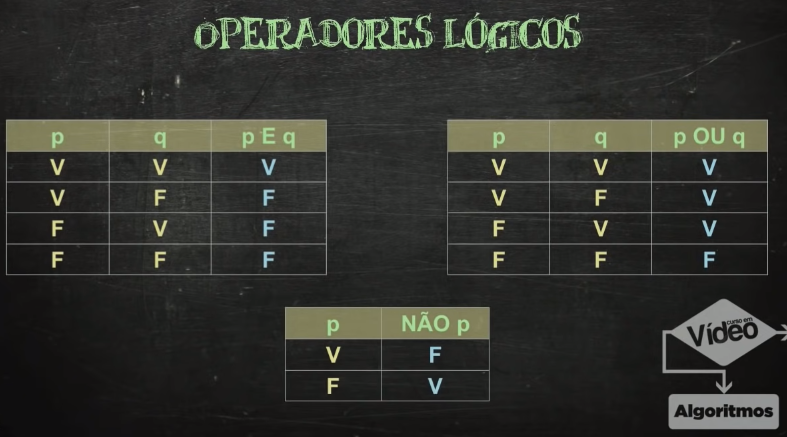 OPERADORES LÓGICOS
p q p E q
V V V
V F F
F V F
F F F
p q p OU q
V V V
V F V
F V V
F F F
p NÃO p
V F
F V
curso em
Vídeo
Algoritmos